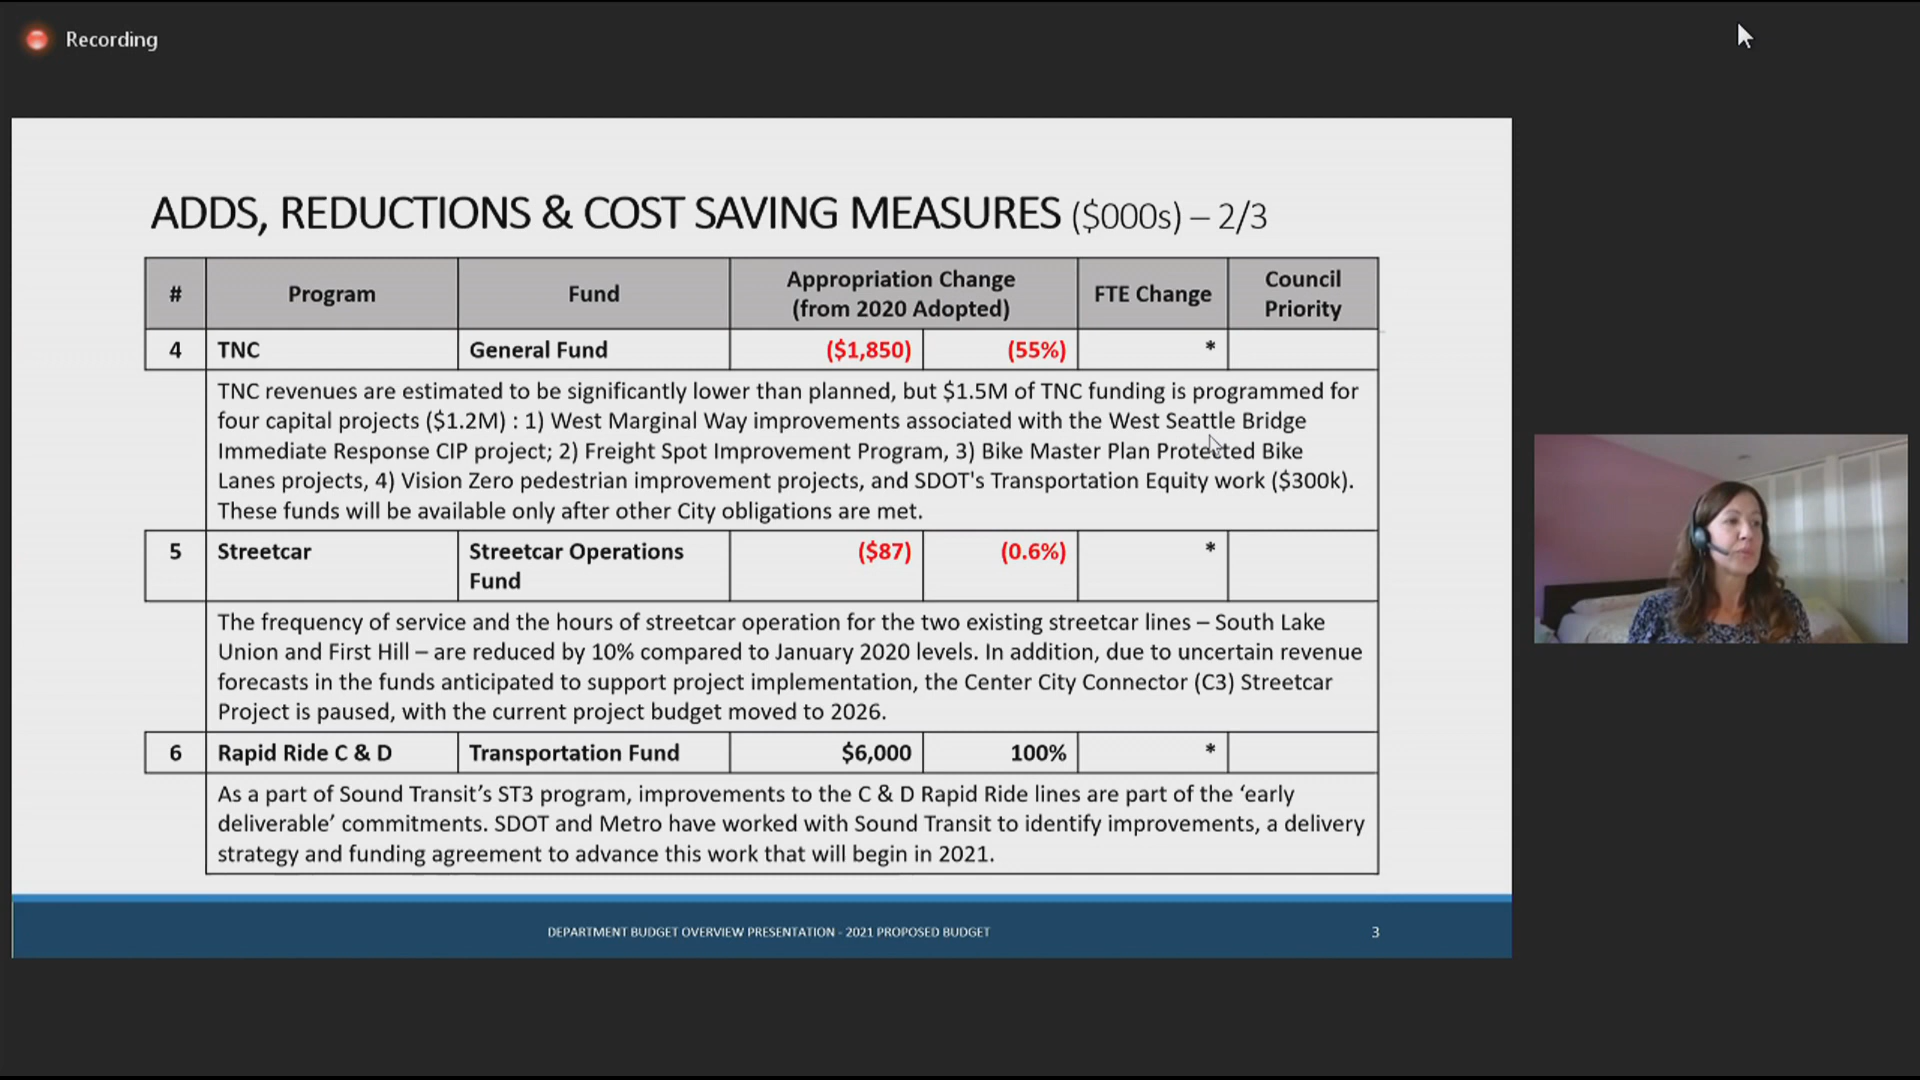 Recording
ADDS, REDUCTIONS & COST SAVING MEASURES ($000s) – 2/3
# Program Fund Appropriation Change (from 2020 Adopted) FTE Change Council Priority
4 TNC General Fund ($1,850) (55%) *
TNC revenues are estimated to be significantly lower than planned, but $1.5M of TNC funding is programmed for
four capital projects ($1.2M) : 1) West Marginal Way improvements associated with the West Seattle Bridge
Immediate Response CIP project; 2) Freight Spot Improvement Program, 3) Bike Master Plan Protected Bike
Lanes projects, 4) Vision Zero pedestrian improvement projects, and SDOT's Transportation Equity work ($300k).
These funds will be available only after other City obligations are met.
5 Streetcar Streetcar Operations Fund ($87) (0.6%) *
The frequency of service and the hours of streetcar operation for the two existing streetcar lines – South Lake
Union and First Hill – are reduced by 10% compared to January 2020 levels. In addition, due to uncertain revenue
forecasts in the funds anticipated to support project implementation, the Center City Connector (C3) Streetcar
Project is paused, with the current project budget moved to 2026.
6 Rapid Ride C & D Transportation Fund $6,000 100% *
As a part of Sound Transit’s ST3 program, improvements to the C & D Rapid Ride lines are part of the ‘early
deliverable’ commitments. SDOT and Metro have worked with Sound Transit to identify improvements, a delivery
strategy and funding agreement to advance this work that will begin in 2021.
DEPARTMENT BUDGET OVERVIEW PRESENTATION - 2021 PROPOSED BUDGET 3